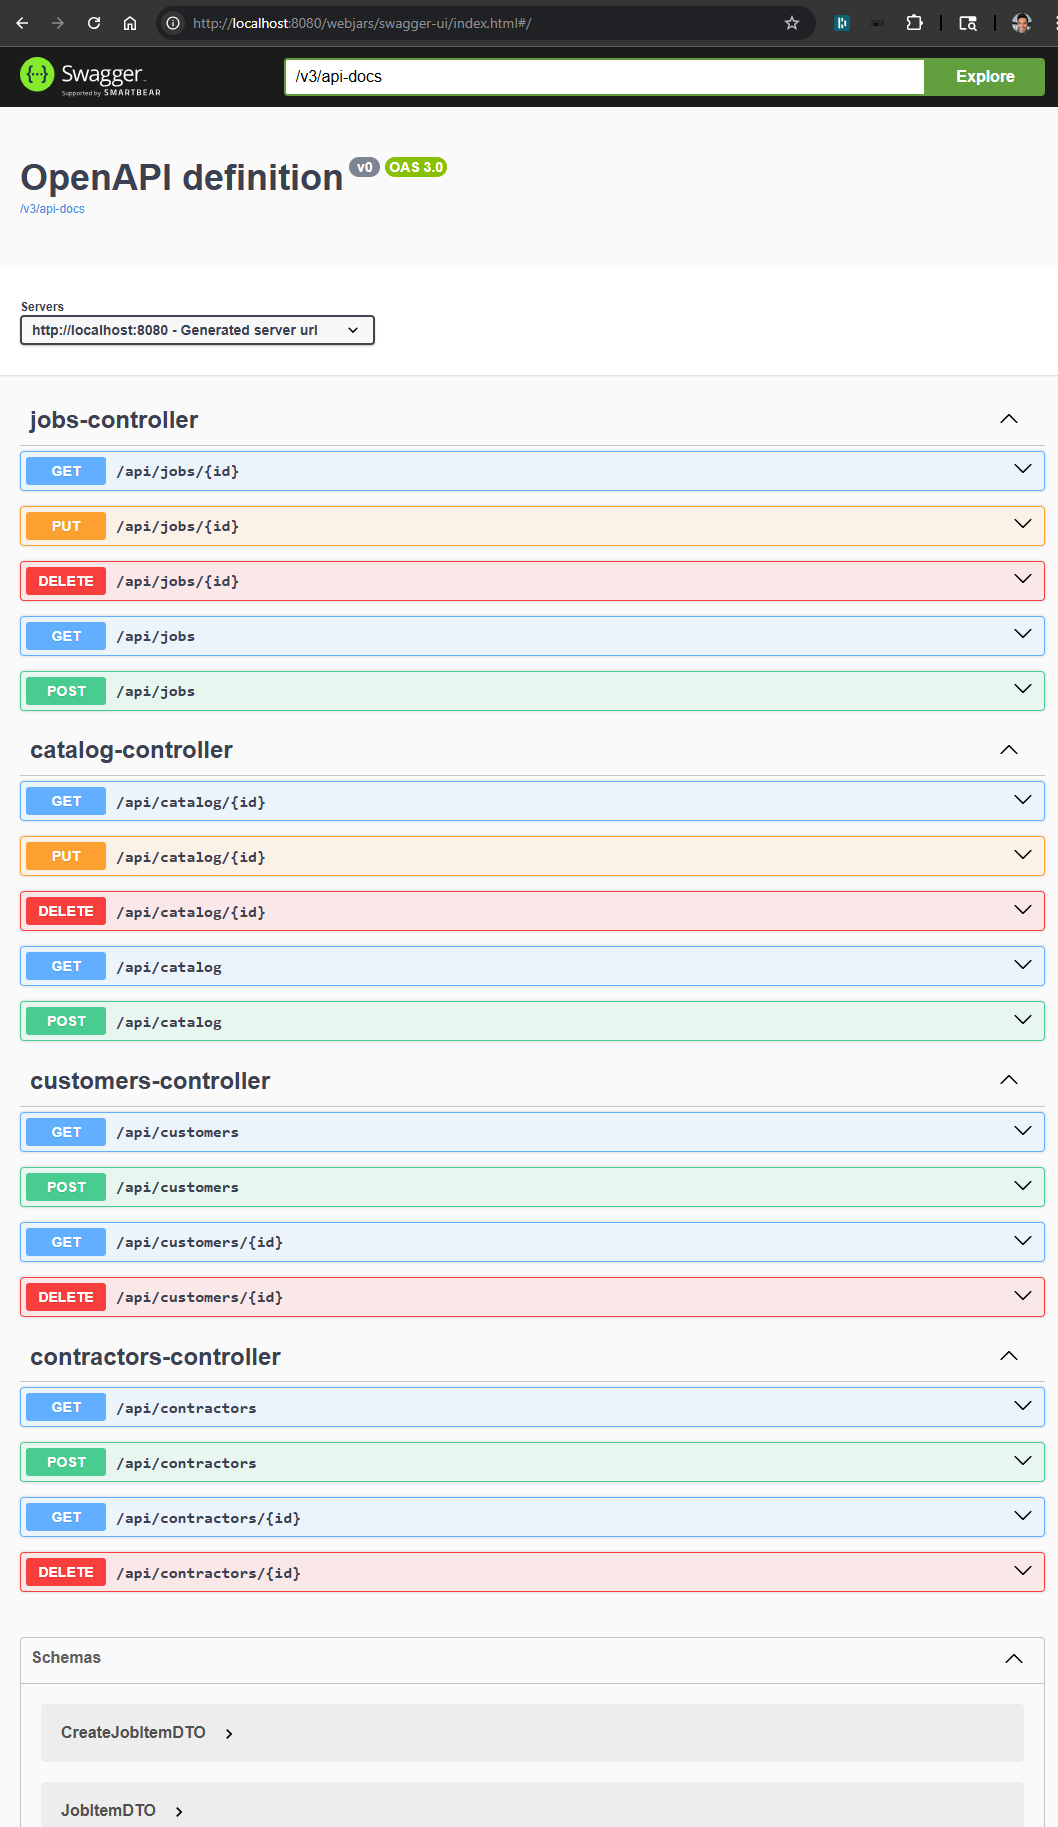 http://localhost:8080/webjars/swagger-ui/index.html#/
Swagger
Supported by SMARTBEAR
/v3/api-docs
Explore
OpenAPI definition v0 OAS 3.0
/v3/api-docs
Servers
http://localhost:8080 - Generated server url
jobs-controller
GET /api/jobs/{id}
PUT /api/jobs/{id}
DELETE /api/jobs/{id}
GET /api/jobs
POST /api/jobs
catalog-controller
GET /api/catalog/{id}
PUT /api/catalog/{id}
DELETE /api/catalog/{id}
GET /api/catalog
POST /api/catalog
customers-controller
GET /api/customers
POST /api/customers
GET /api/customers/{id}
DELETE /api/customers/{id}
contractors-controller
GET /api/contractors
POST /api/contractors
GET /api/contractors/{id}
DELETE /api/contractors/{id}
Schemas
CreateJobItemDTO
JobItemDTO